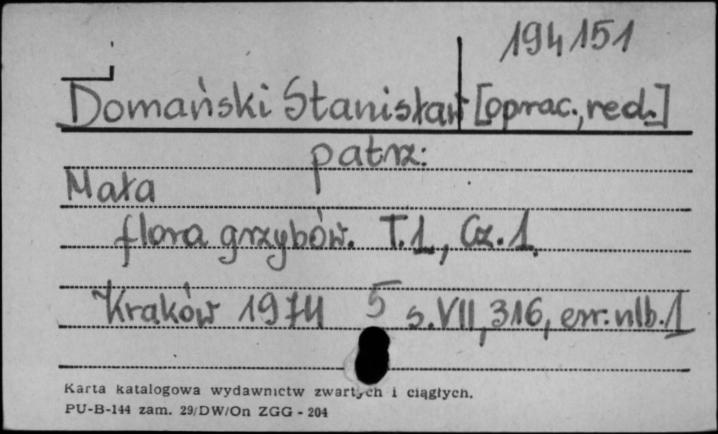 194151
Domański Stanisław [oprac., red.]
patrz:
Mała
flora grzybów. T.1, Cz.1.
Kraków 1974 5 s. VII, 316, err. nlb. 1
Karta katalogowa wydawnictw zwartych i ciągłych.
PU-B-144 zam. 29/DW/On ZGG - 204